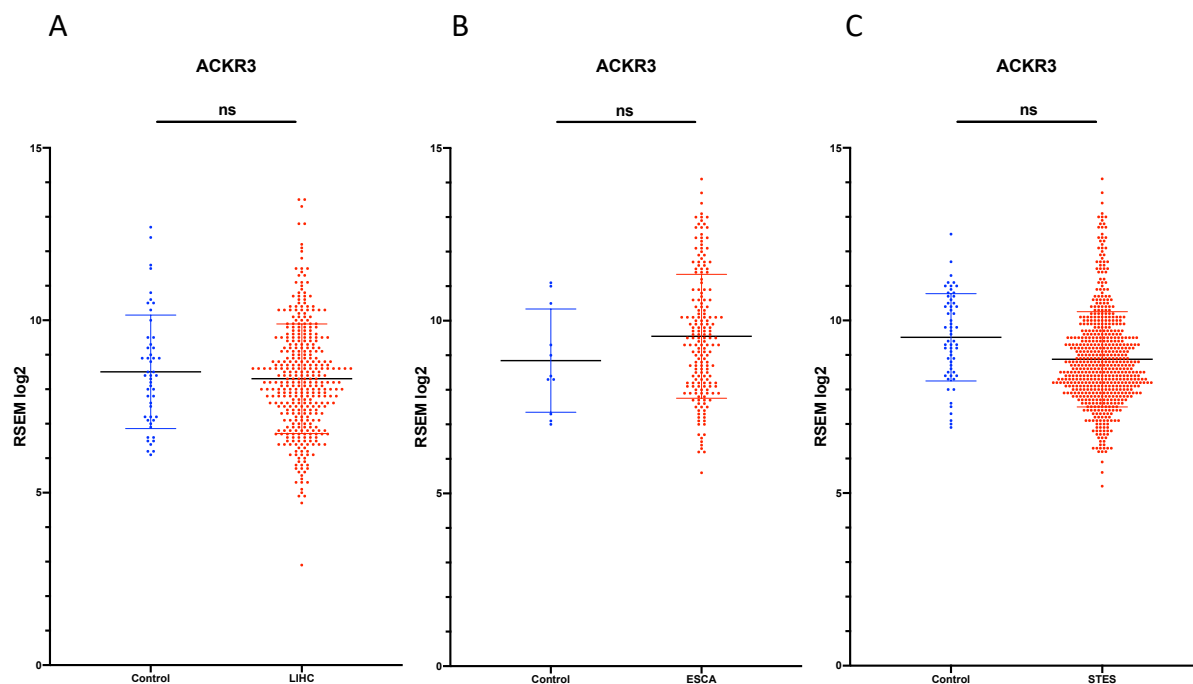 A
ACKR3
ns
RSEM log2
15
10
5
0
Control
LIHC
B
ACKR3
ns
RSEM log2
15
10
5
0
Control
ESCA
C
ACKR3
ns
RSEM log2
15
10
5
0
Control
STES